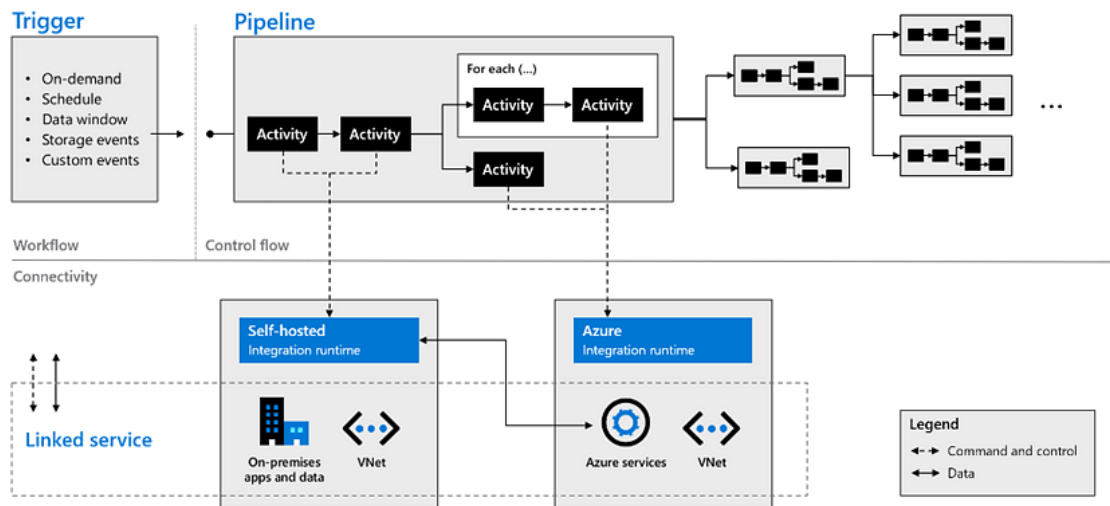 Trigger
Pipeline
• On-demand
• Schedule
• Data window
• Storage events
• Custom events
For each (...)
Activity
Activity
Activity
Activity
Activity
...
Workflow
Control flow
Connectivity
Self-hosted
Integration runtime
Azure
Integration runtime
Linked service
On-premises
apps and data
VNet
Azure services
VNet
Legend
Command and control
Data